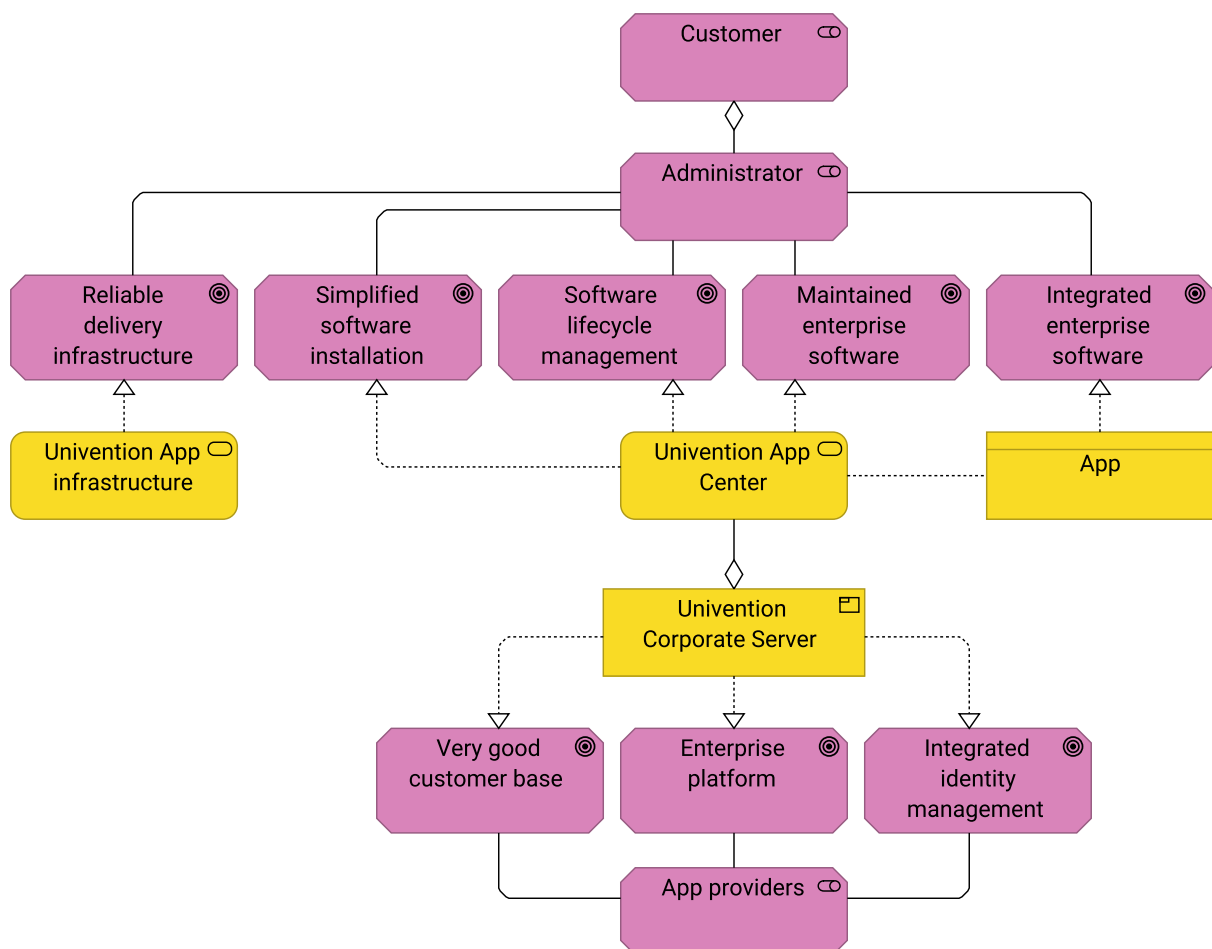 Customer
Administrator
Reliable
delivery
infrastructure
Simplified
software
installation
Software
lifecycle
management
Maintained
enterprise
software
Integrated
enterprise
software
Univention App
infrastructure
Univention App
Center
App
Univention
Corporate Server
Very good
customer base
Enterprise
platform
Integrated
identity
management
App providers